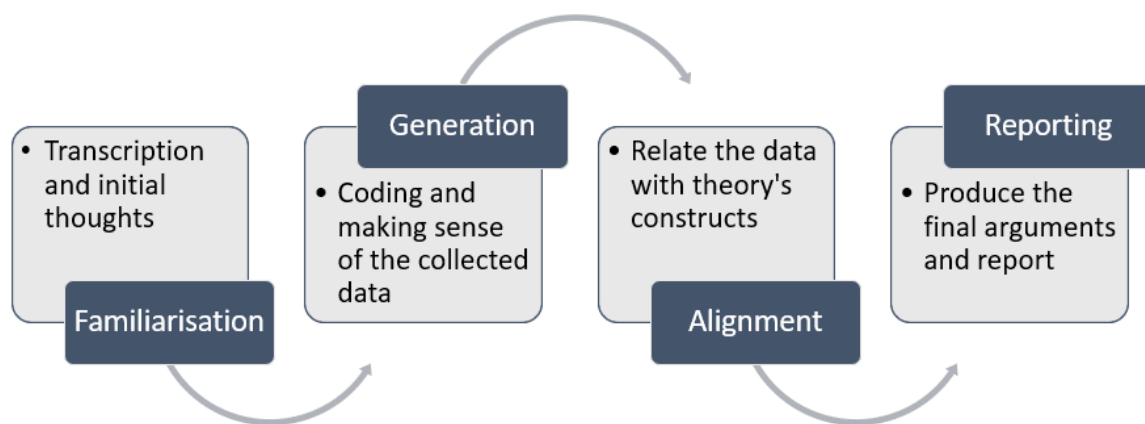 • Transcription
and initial
thoughts
Familiarisation
Generation
• Coding and
making sense
of the collected
data
• Relate the data
with theory's
constructs
Alignment
Reporting
• Produce the
final arguments
and report